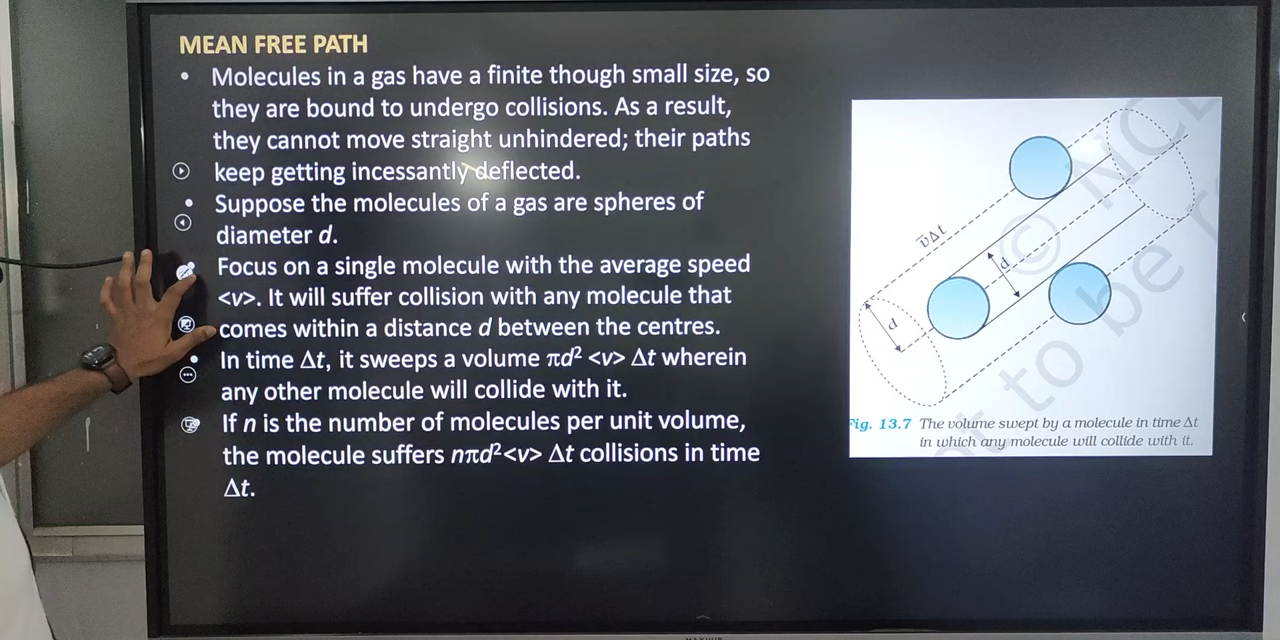 MEAN FREE PATH
• Molecules in a gas have a finite though small size, so
they are bound to undergo collisions. As a result,
they cannot move straight unhindered; their paths
keep getting incessantly deflected.
• Suppose the molecules of a gas are spheres of
diameter d.
Focus on a single molecule with the average speed
<v>. It will suffer collision with any molecule that
comes within a distance d between the centres.
• In time Δt, it sweeps a volume πd² <v> Δt wherein
any other molecule will collide with it.
If n is the number of molecules per unit volume,
the molecule suffers nπd²<v> Δt collisions in time
Δt.
v̄Δt
d
d
© NCE
not to be r
Fig. 13.7 The volume swept by a molecule in time Δt
in which any molecule will collide with it.